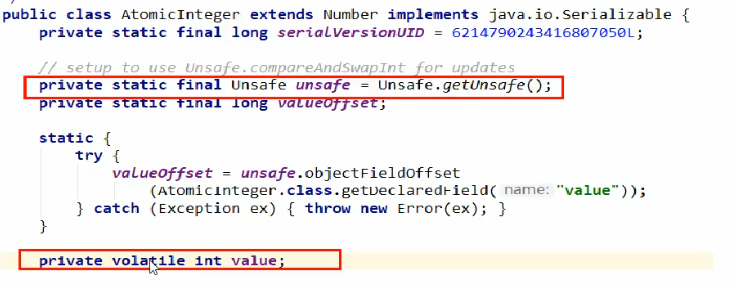 public class AtomicInteger extends Number implements java.io.Serializable {
private static final long serialVersionUID = 6214790243416807050L;
// setup to use Unsafe.compareAndSwapInt for updates
private static final Unsafe unsafe = Unsafe.getUnsafe();
private static final long valueOffset;
static {
try {
valueOffset = unsafe.objectFieldOffset
(AtomicInteger.class.getDeclaredField( name: "value"));
} catch (Exception ex) { throw new Error(ex); }
}
private volatile int value;